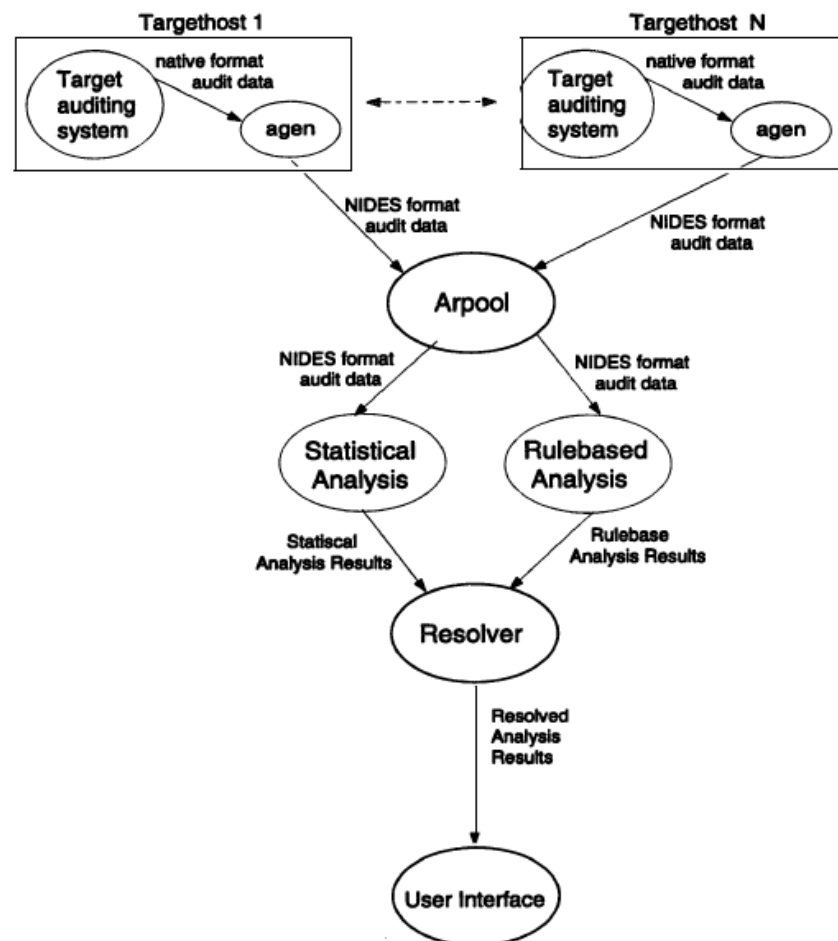 Targethost 1
Targethost N
Target
auditing
system
native format
audit data
agen
Target
auditing
system
native format
audit data
agen
NIDES format
audit data
NIDES format
audit data
Arpool
NIDES format
audit data
NIDES format
audit data
Statistical
Analysis
Rulebased
Analysis
Statiscal
Analysis Results
Rulebase
Analysis Results
Resolver
Resolved
Analysis
Results
User Interface